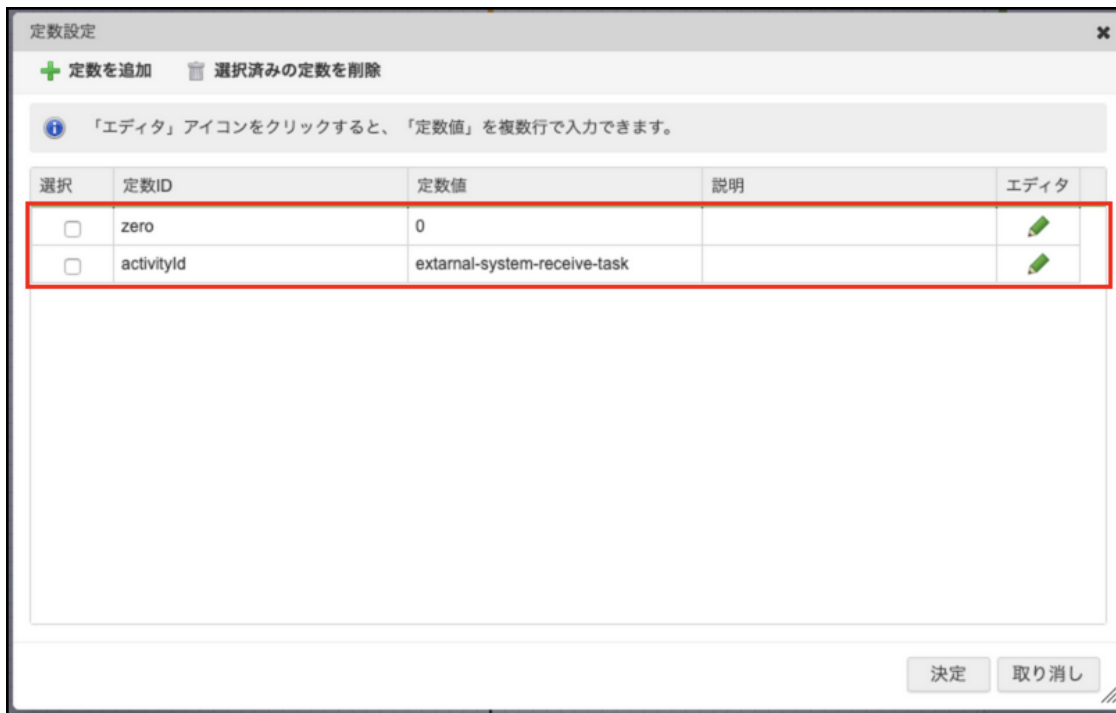 定数設定
定数を追加 選択済みの定数を削除
「エディタ」アイコンをクリックすると、「定数値」を複数行で入力できます。
選択 定数ID 定数値 説明 エディタ
zero 0
activityId extarnal-system-receive-task
決定 取り消し